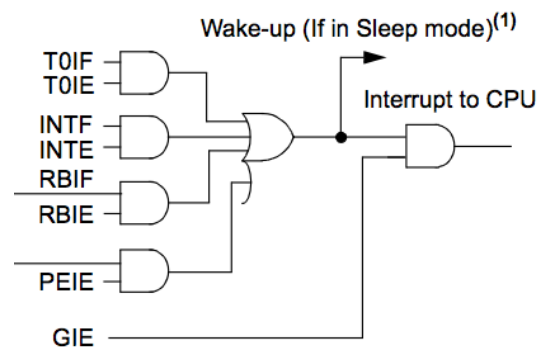 Wake-up (If in Sleep mode)(1)
T0IF
T0IE
Interrupt to CPU
INTF
INTE
RBIF
RBIE
PEIE
GIE